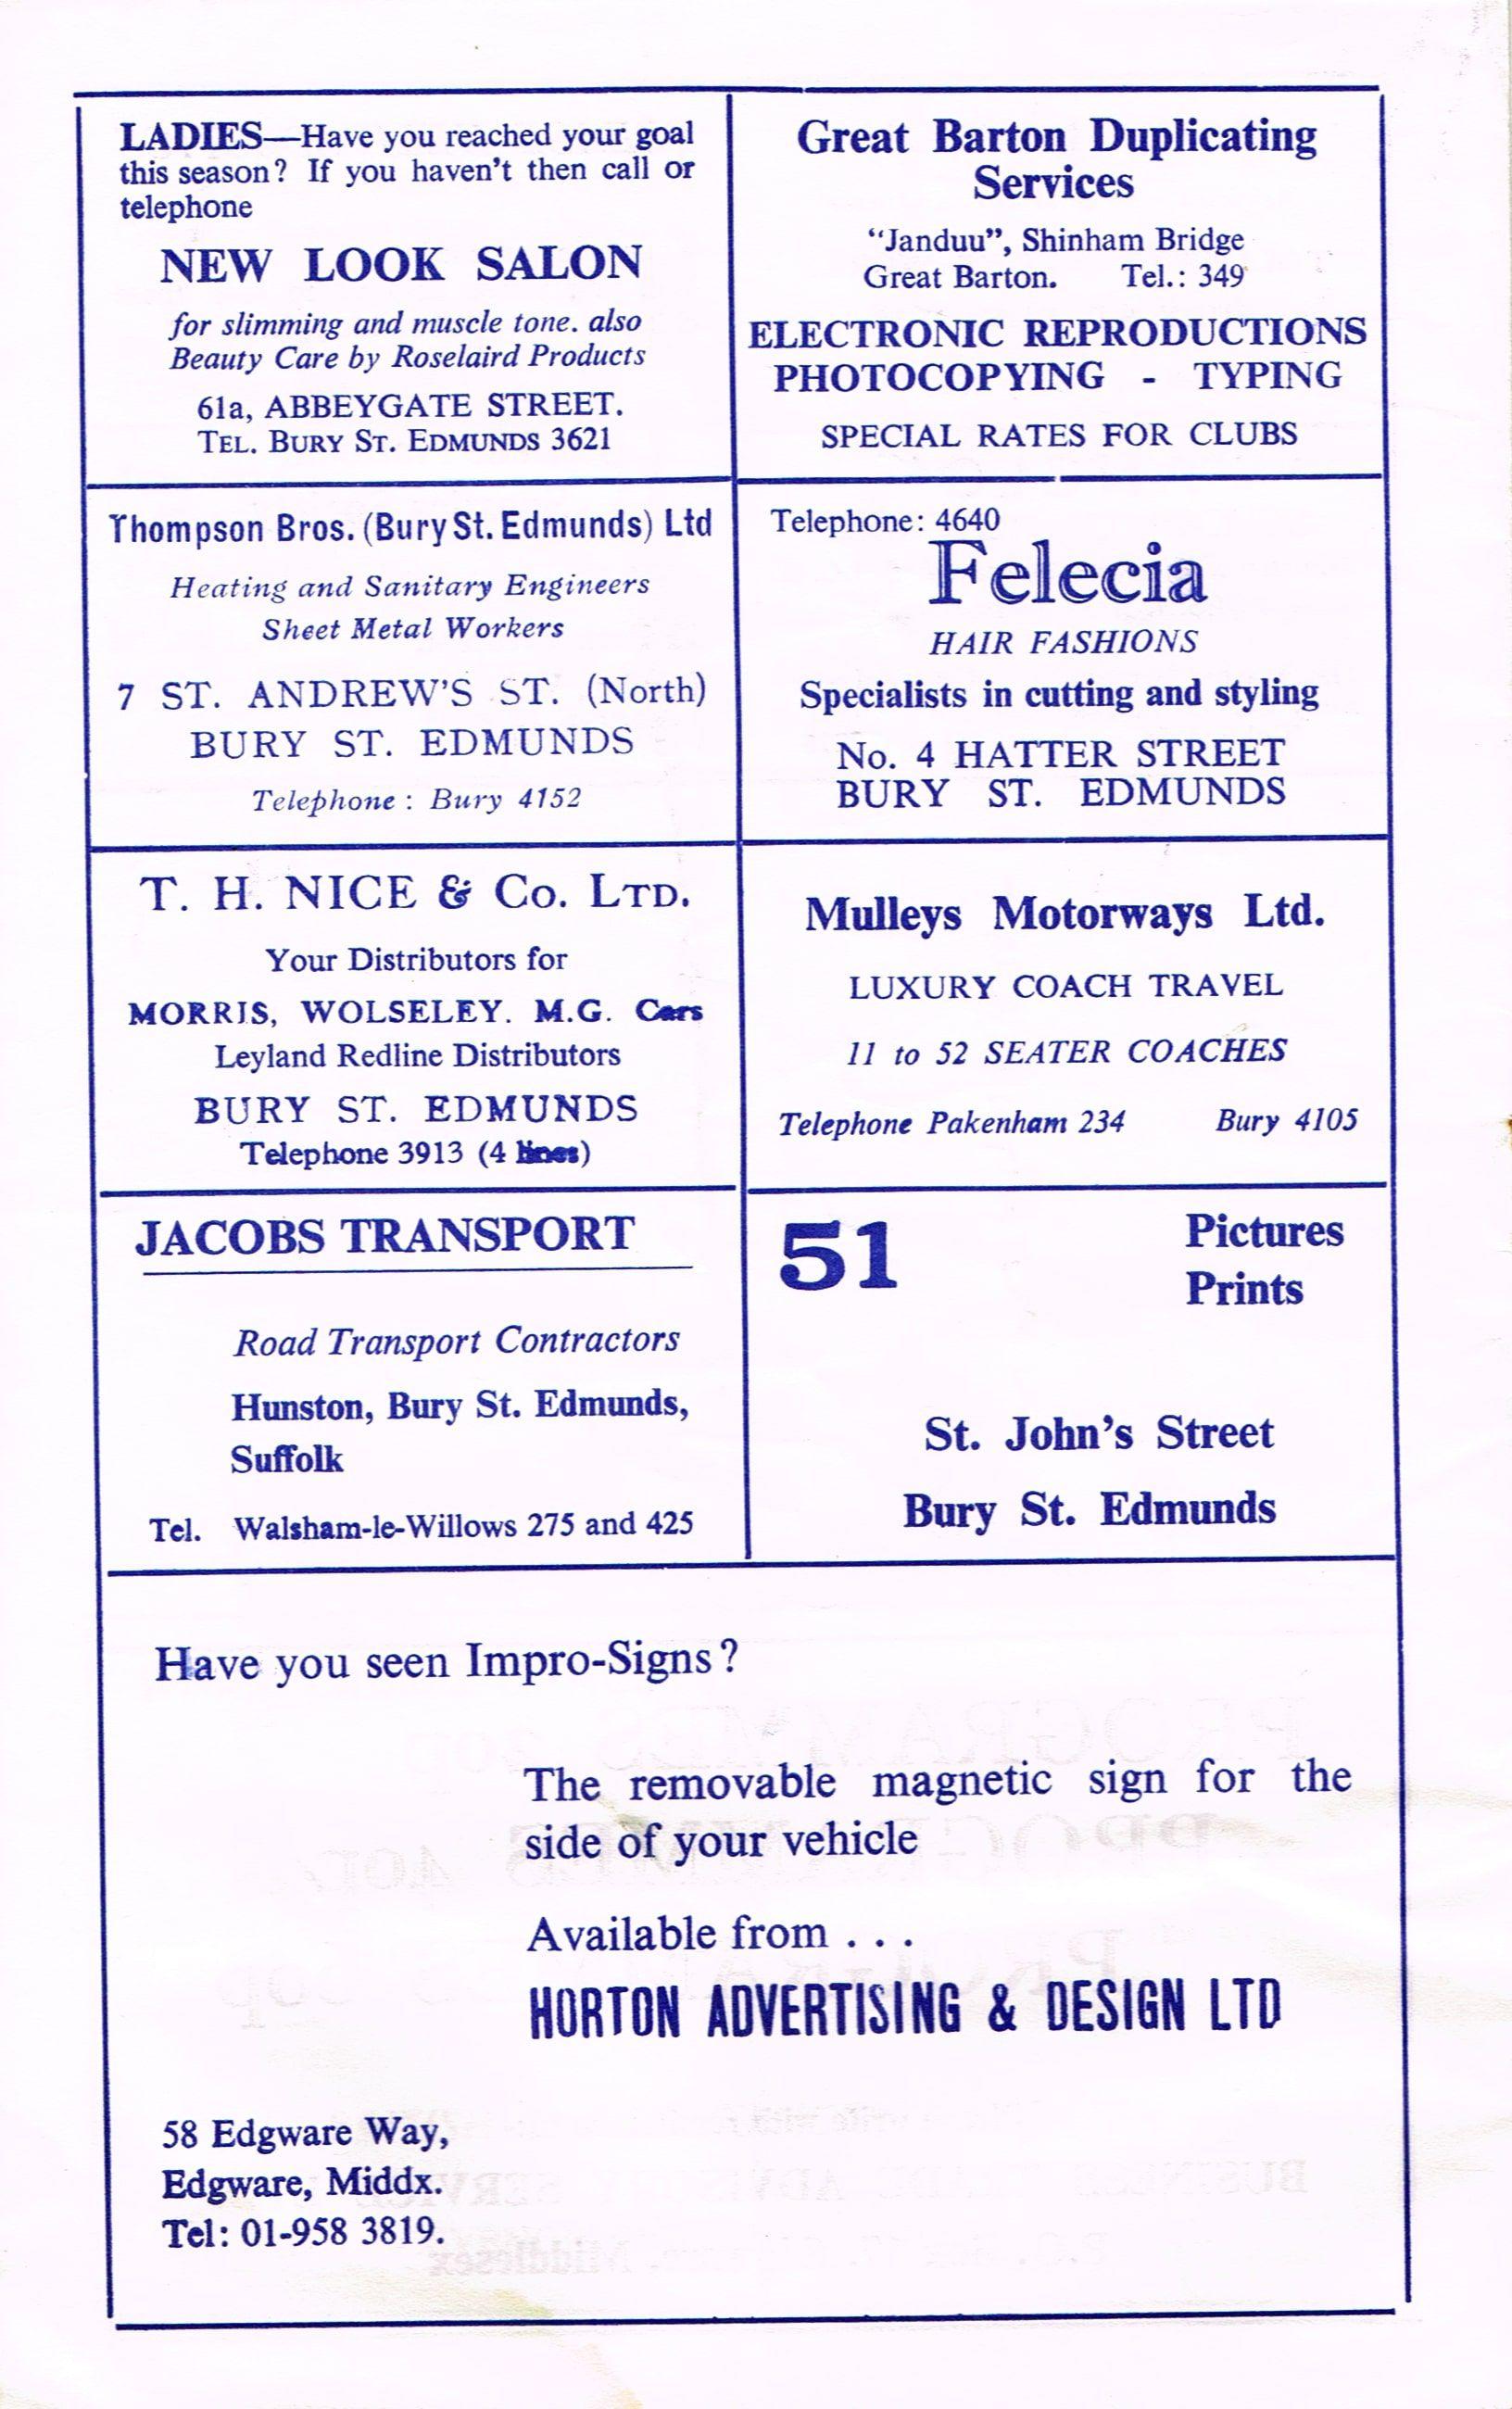 LADIES—Have you reached your goal
this season? If you haven't then call or
telephone
NEW LOOK SALON
for slimming and muscle tone. also
Beauty Care by Roselaird Products
61a, ABBEYGATE STREET.
TEL. BURY ST. EDMUNDS 3621
Great Barton Duplicating
Services
"Janduu", Shinham Bridge
Great Barton. Tel.: 349
ELECTRONIC REPRODUCTIONS
PHOTOCOPYING - TYPING
SPECIAL RATES FOR CLUBS
Thompson Bros. (Bury St. Edmunds) Ltd
Heating and Sanitary Engineers
Sheet Metal Workers
7 ST. ANDREW'S ST. (North)
BURY ST. EDMUNDS
Telephone : Bury 4152
Telephone: 4640
Felecia
HAIR FASHIONS
Specialists in cutting and styling
No. 4 HATTER STREET
BURY ST. EDMUNDS
T. H. NICE & Co. LTD.
Your Distributors for
MORRIS, WOLSELEY. M.G. Cars
Leyland Redline Distributors
BURY ST. EDMUNDS
Telephone 3913 (4 lines)
Mulleys Motorways Ltd.
LUXURY COACH TRAVEL
11 to 52 SEATER COACHES
Telephone Pakenham 234 Bury 4105
JACOBS TRANSPORT
Road Transport Contractors
Hunston, Bury St. Edmunds,
Suffolk
Tel. Walsham-le-Willows 275 and 425
51 Pictures
Prints
St. John's Street
Bury St. Edmunds
Have you seen Impro-Signs?
The removable magnetic sign for the
side of your vehicle
Available from . . .
HORTON ADVERTISING & DESIGN LTD
58 Edgware Way,
Edgware, Middx.
Tel: 01-958 3819.